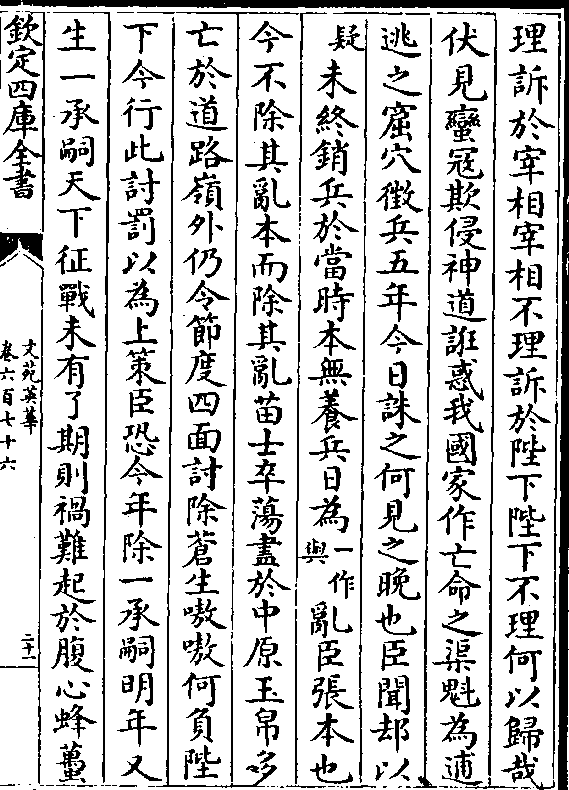 理訴於宰相宰相不理訴於陛下陛下不理何以歸哉
伏見蠻寇欺侵神道誑惑我國家作亡命之渠魁為逋
逃之窟穴徵兵五年今日誅之何見之晚也臣聞却以
疑未終銷兵於當時本無養兵日為一作與亂臣張本也
今不除其亂本而除其亂苗士卒蕩盡於中原玉帛多
亡於道路嶺外仍令節度四面討除蒼生嗷嗷何負陛
下今行此討罰以為上策臣恐今年除一承嗣明年又
生一承嗣天下征戰未有了期則禍難起於腹心蜂蠆
欽定四庫全書
文苑英華
卷六百七十六
二十一